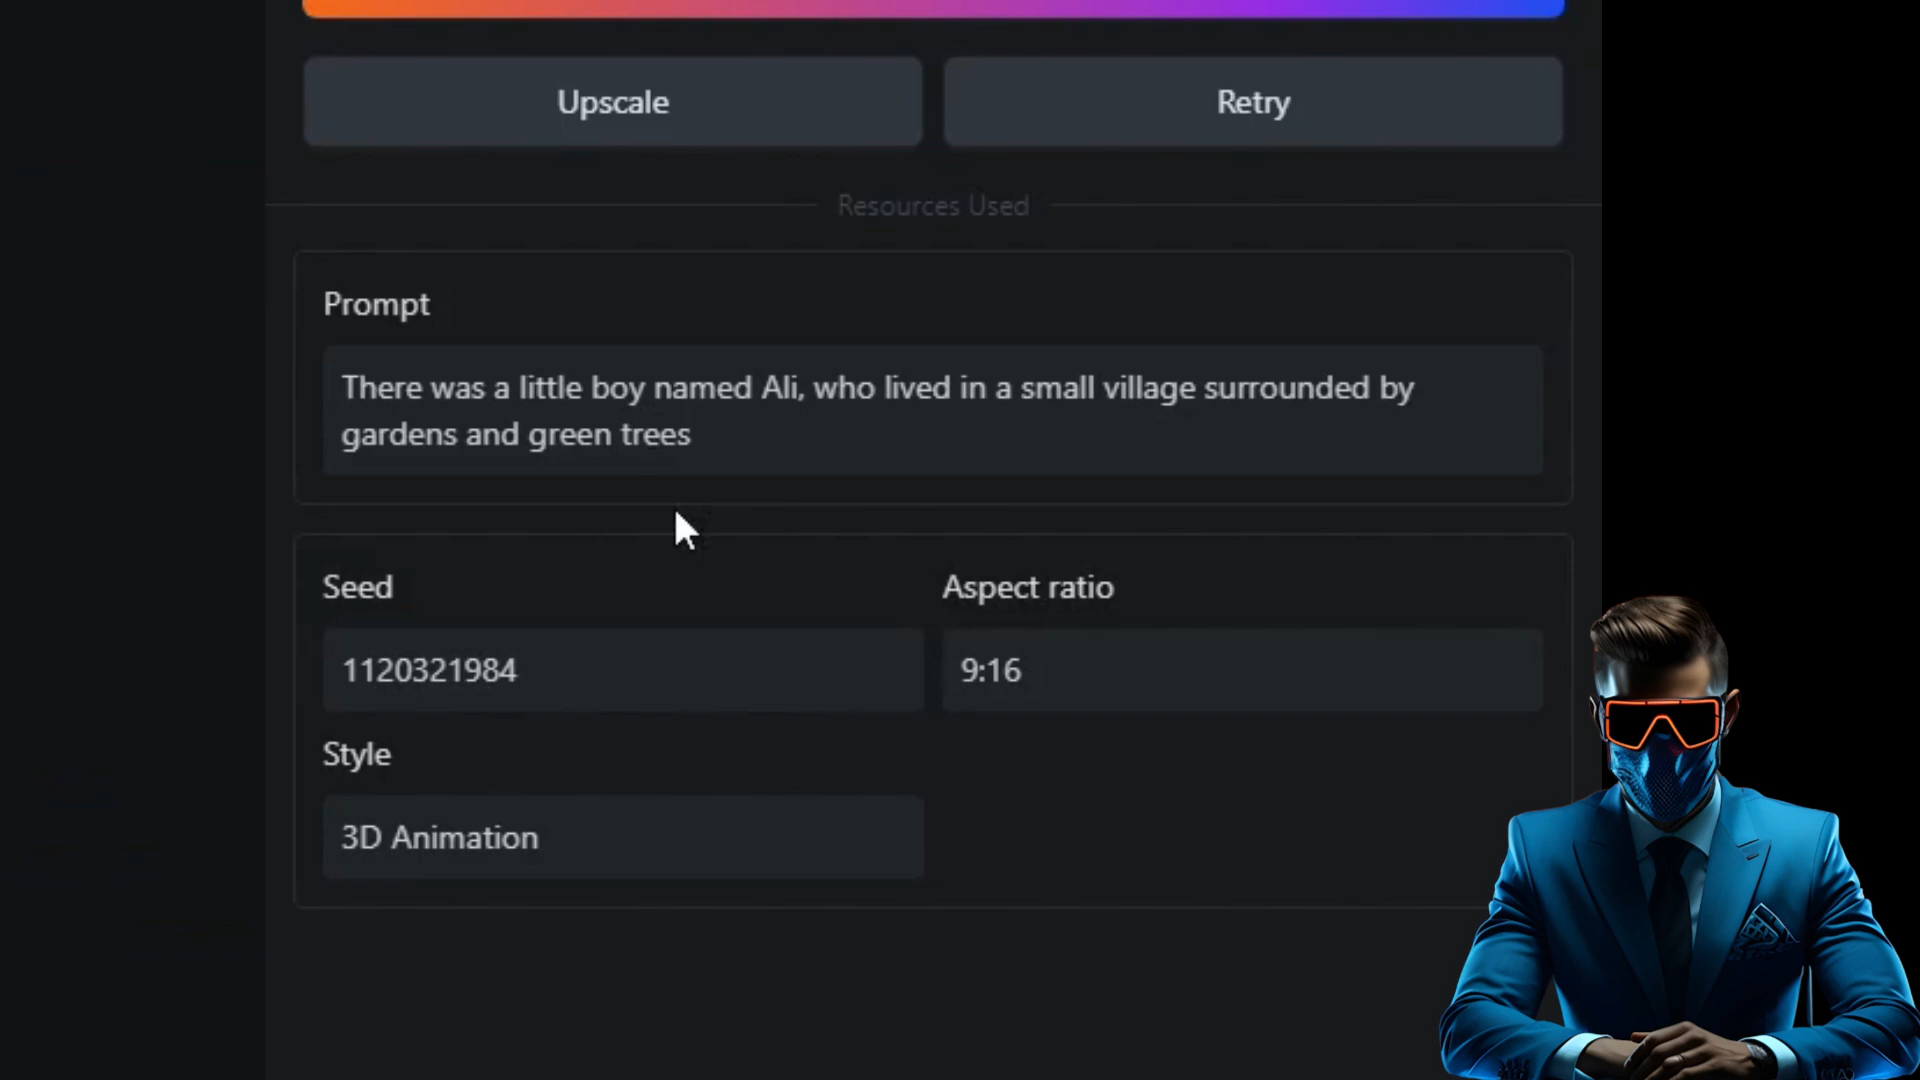 Upscale
Retry
Resources Used
Prompt
There was a little boy named Ali, who lived in a small village surrounded by
gardens and green trees
Seed
Aspect ratio
1120321984
9:16
Style
3D Animation